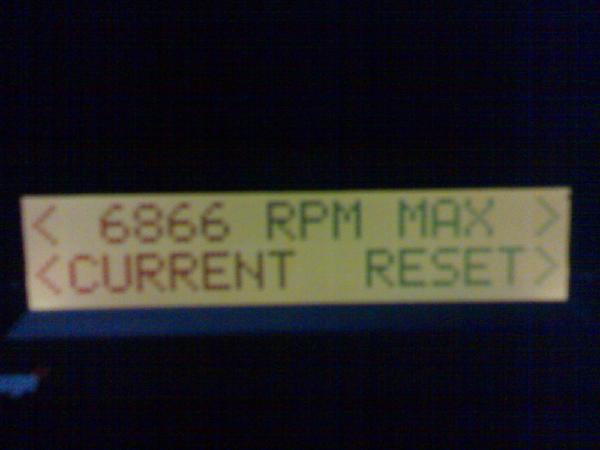 < 6866 RPM MAX >
<CURRENT RESET>